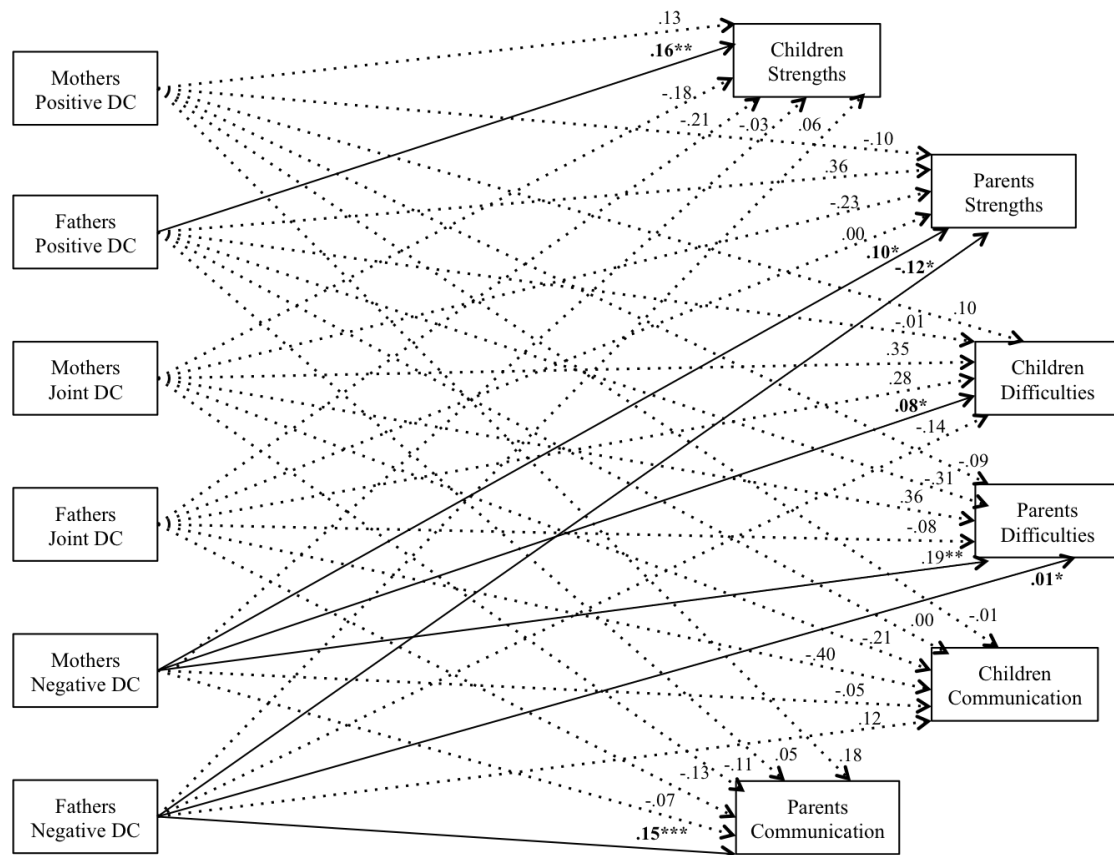 Mothers
Positive DC
Fathers
Positive DC
Mothers
Joint DC
Fathers
Joint DC
Mothers
Negative DC
Fathers
Negative DC
.13
.16**
-.18
-.21
-.03
.06
Children
Strengths
-.10
.36
-.23
.00
.10*
-.12*
Parents
Strengths
.10
-.01
.35
.28
.08*
-.14
Children
Difficulties
-.09
-.31
.36
-.08
.19**
.01*
Parents
Difficulties
-.01
.00
-.21
-.40
-.05
.12
Children
Communication
.18
.05
-.11
-.13
-.07
.15***
Parents
Communication